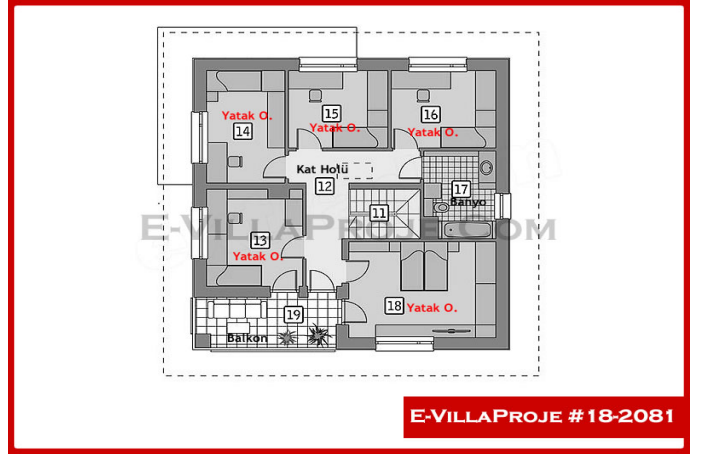 15
16
Yatak O.
14
Yatak O.
Yatak O.
Kat Holü
12
17
Banyo
11
E-VillaProje.Com
13
Yatak O.
18 Yatak O.
19
Balkon
E-VillaProje #18-2081